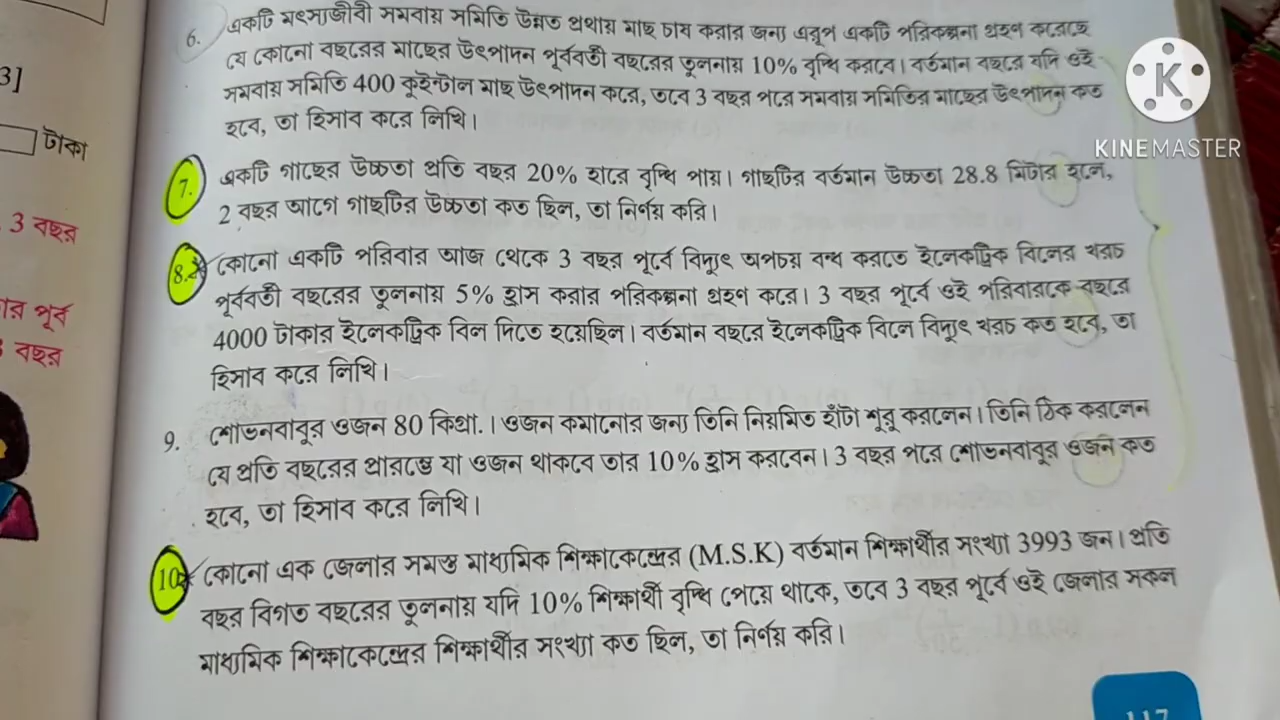 3]
টাকা
3 বছর
র পূর্ব
বছর
6. একটি মৎস্যজীবী সমবায় সমিতি উন্নত প্রথায় মাছ চাষ করার জন্য এরূপ একটি পরিকল্পনা গ্রহণ করেছে
যে কোনো বছরের মাছের উৎপাদন পূর্ববর্তী বছরের তুলনায় 10% বৃদ্ধি করবে। বর্তমান বছরে যদি ওই
সমবায় সমিতি 400 কুইন্টাল মাছ উৎপাদন করে, তবে 3 বছর পরে সমবায় সমিতির মাছের উৎপাদন কত
হবে, তা হিসাব করে লিখি।
7. একটি গাছের উচ্চতা প্রতি বছর 20% হারে বৃদ্ধি পায়। গাছটির বর্তমান উচ্চতা 28.8 মিটার হলে,
2 বছর আগে গাছটির উচ্চতা কত ছিল, তা নির্ণয় করি।
8. কোনো একটি পরিবার আজ থেকে 3 বছর পূর্বে বিদ্যুৎ অপচয় বন্ধ করতে ইলেকট্রিক বিলের খরচ
পূর্ববর্তী বছরের তুলনায় 5% হ্রাস করার পরিকল্পনা গ্রহণ করে। 3 বছর পূর্বে ওই পরিবারকে বছরে
4000 টাকার ইলেকট্রিক বিল দিতে হয়েছিল। বর্তমান বছরে ইলেকট্রিক বিলে বিদ্যুৎ খরচ কত হবে, তা
হিসাব করে লিখি।
9. শোভনবাবুর ওজন 80 কিগ্রা.। ওজন কমানোর জন্য তিনি নিয়মিত হাঁটা শুরু করলেন। তিনি ঠিক করলেন
যে প্রতি বছরের প্রারম্ভে যা ওজন থাকবে তার 10% হ্রাস করবেন। 3 বছর পরে শোভনবাবুর ওজন কত
হবে, তা হিসাব করে লিখি।
10. কোনো এক জেলার সমস্ত মাধ্যমিক শিক্ষাকেন্দ্রের (M.S.K) বর্তমান শিক্ষার্থীর সংখ্যা 3993 জন। প্রতি
বছর বিগত বছরের তুলনায় যদি 10% শিক্ষার্থী বৃদ্ধি পেয়ে থাকে, তবে 3 বছর পূর্বে ওই জেলার সকল
মাধ্যমিক শিক্ষাকেন্দ্রের শিক্ষার্থীর সংখ্যা কত ছিল, তা নির্ণয় করি।
117
K
KINEMASTER